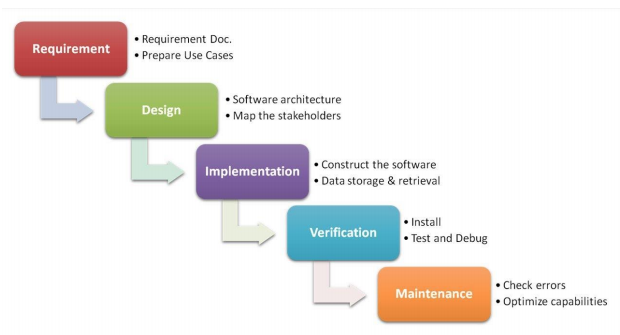 Requirement
• Requirement Doc.
• Prepare Use Cases
Design
• Software architecture
• Map the stakeholders
Implementation
• Construct the software
• Data storage & retrieval
Verification
• Install
• Test and Debug
Maintenance
• Check errors
• Optimize capabilities